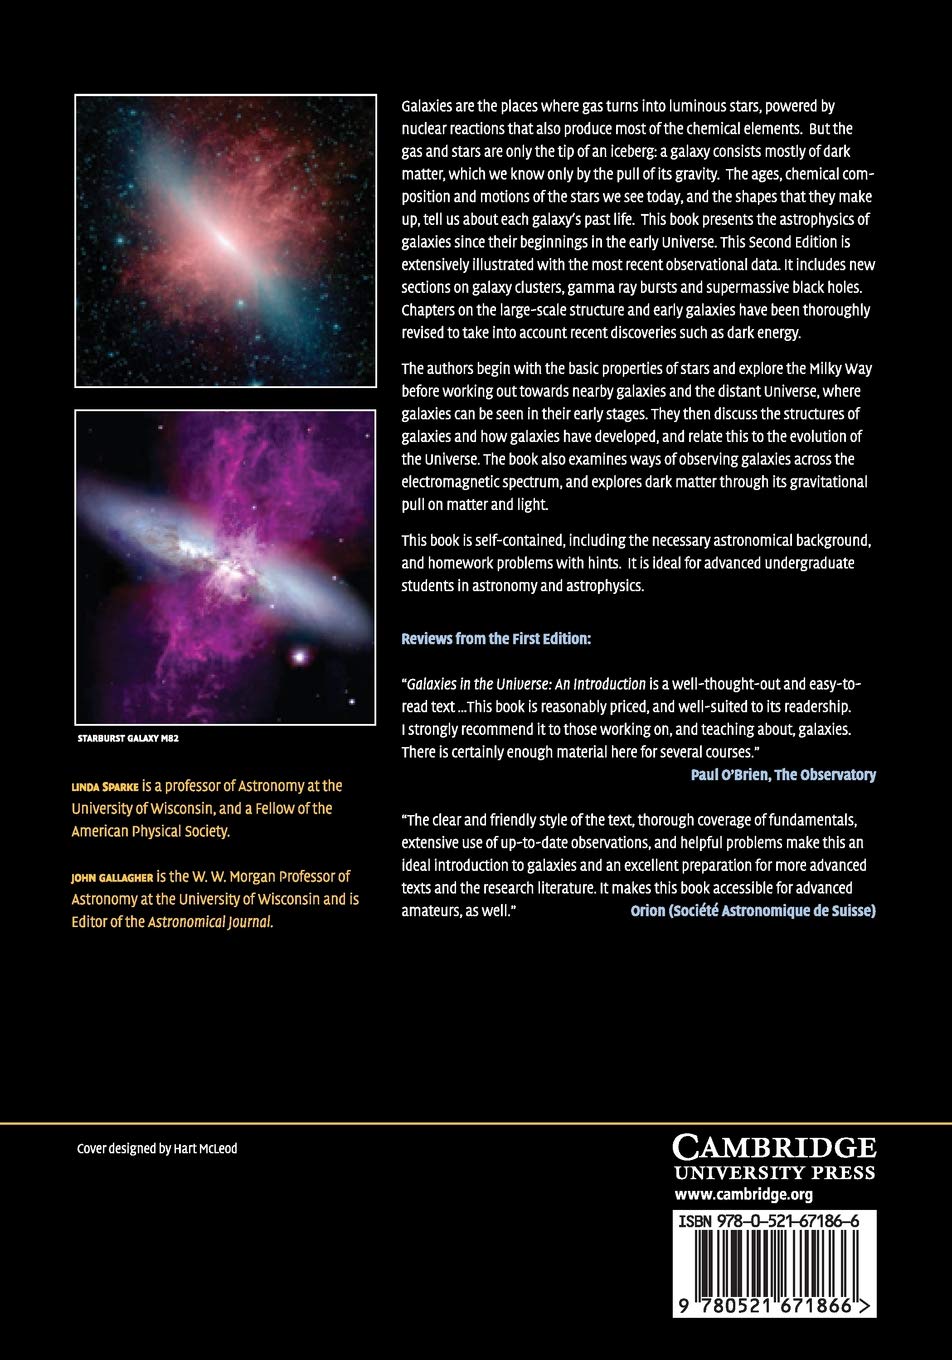 Galaxies are the places where gas turns into luminous stars, powered by
nuclear reactions that also produce most of the chemical elements. But the
gas and stars are only the tip of an iceberg: a galaxy consists mostly of dark
matter, which we know only by the pull of its gravity. The ages, chemical com-
position and motions of the stars we see today, and the shapes that they make
up, tell us about each galaxy's past life. This book presents the astrophysics of
galaxies since their beginnings in the early Universe. This Second Edition is
extensively illustrated with the most recent observational data. It includes new
sections on galaxy clusters, gamma ray bursts and supermassive black holes.
Chapters on the large-scale structure and early galaxies have been thoroughly
revised to take into account recent discoveries such as dark energy.
The authors begin with the basic properties of stars and explore the Milky Way
before working out towards nearby galaxies and the distant Universe, where
galaxies can be seen in their early stages. They then discuss the structures of
galaxies and how galaxies have developed, and relate this to the evolution of
the Universe. The book also examines ways of observing galaxies across the
electromagnetic spectrum, and explores dark matter through its gravitational
pull on matter and light.
This book is self-contained, including the necessary astronomical background,
and homework problems with hints. It is ideal for advanced undergraduate
students in astronomy and astrophysics.
Reviews from the First Edition:
“Galaxies in the Universe: An Introduction is a well-thought-out and easy-to-
read text ...This book is reasonably priced, and well-suited to its readership.
I strongly recommend it to those working on, and teaching about, galaxies.
There is certainly enough material here for several courses.”
Paul O'Brien, The Observatory
“The clear and friendly style of the text, thorough coverage of fundamentals,
extensive use of up-to-date observations, and helpful problems make this an
ideal introduction to galaxies and an excellent preparation for more advanced
texts and the research literature. It makes this book accessible for advanced
amateurs, as well.” Orion (Société Astronomique de Suisse)
STARBURST GALAXY M82
LINDA SPARKE is a professor of Astronomy at the
University of Wisconsin, and a Fellow of the
American Physical Society.
JOHN GALLAGHER is the W. W. Morgan Professor of
Astronomy at the University of Wisconsin and is
Editor of the Astronomical Journal.
Cover designed by Hart McLeod
CAMBRIDGE
UNIVERSITY PRESS
www.cambridge.org
ISBN 978-0-521-67186-6
9 780521 671866 >